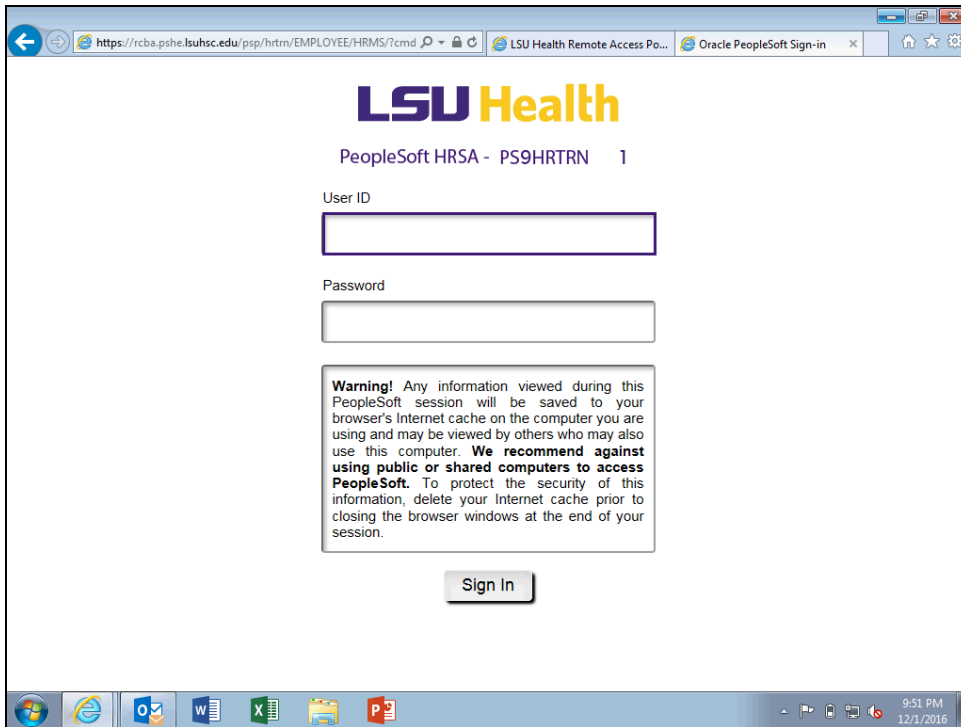 https://rcba.pshe.lsuhsc.edu/psp/hrtrn/EMPLOYEE/HRMS/?cmd
LSU Health Remote Access Po...
Oracle PeopleSoft Sign-in
LSU Health
PeopleSoft HRSA - PS9HRTRN 1
User ID
Password
Warning! Any information viewed during this
PeopleSoft session will be saved to your
browser's Internet cache on the computer you are
using and may be viewed by others who may also
use this computer. We recommend against
using public or shared computers to access
PeopleSoft. To protect the security of this
information, delete your Internet cache prior to
closing the browser windows at the end of your
session.
Sign In
9:51 PM
12/1/2016